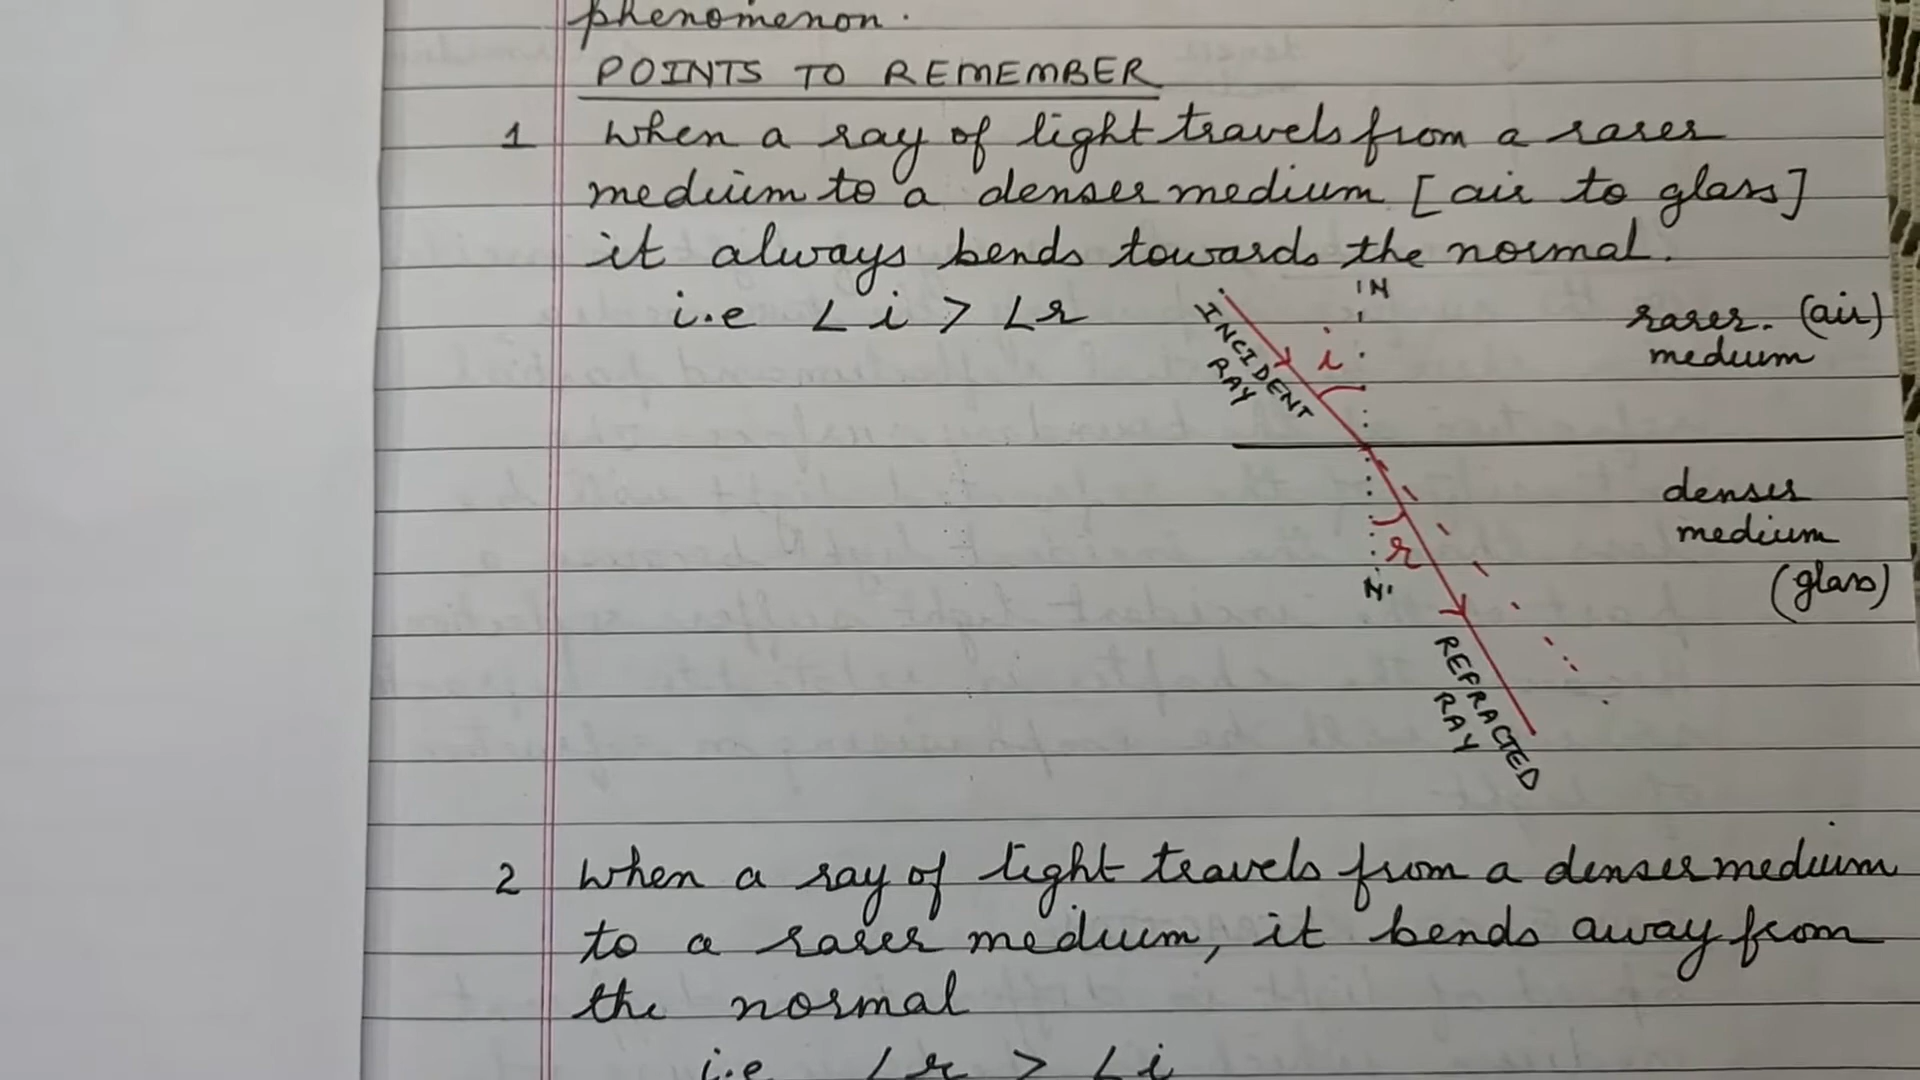 phenomenon.
POINTS TO REMEMBER
1 When a ray of light travels from a rarer
medium to a denser medium [air to glass]
it always bends towards the normal.
i.e ∠i > ∠r
N
INCIDENT
RAY
i
rarer. (air)
medium
denser
medium
(glass)
r
N'
REFRACTED
RAY
2 When a ray of light travels from a denser medium
to a rarer medium, it bends away from
the normal
i.e ∠r > ∠i